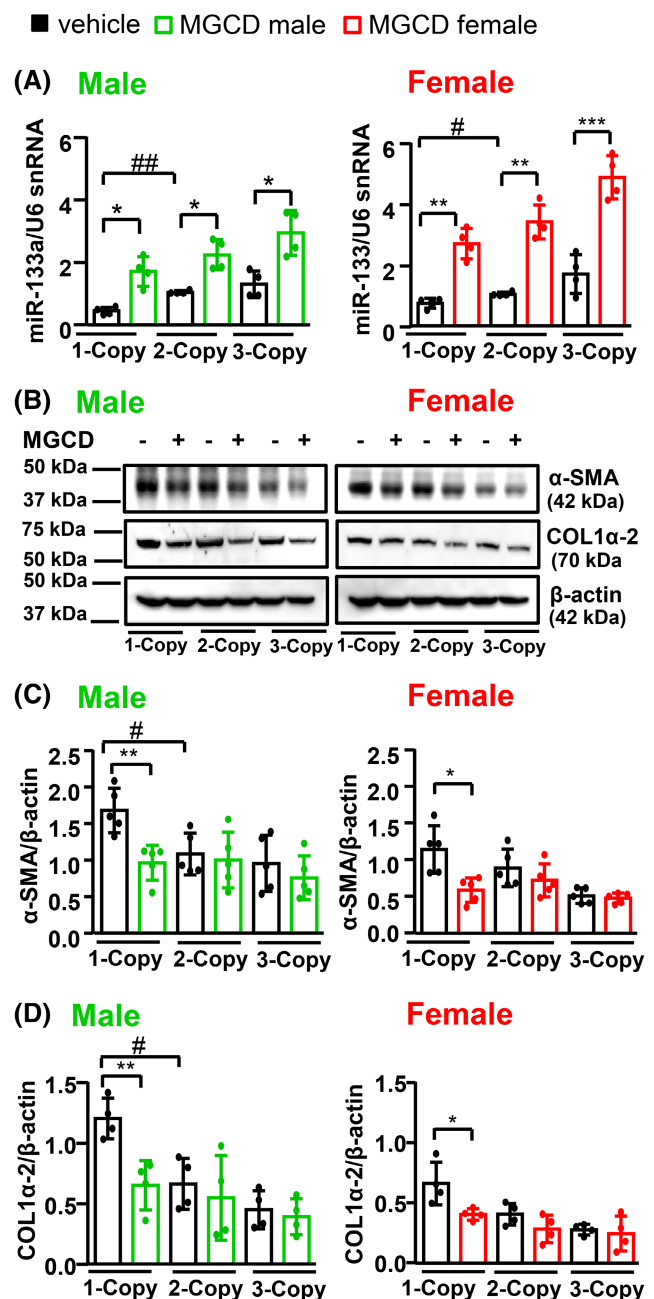 vehicle MGCD male MGCD female
(A) Male Female
miR-133a/U6 snRNA
6
4
2
0
## * * *
1-Copy 2-Copy 3-Copy
miR-133/U6 snRNA
6
4
2
0
# ** ** ***
1-Copy 2-Copy 3-Copy
(B) Male Female
MGCD - + - + - + - + - + - +
50 kDa
37 kDa
α-SMA
(42 kDa)
75 kDa
50 kDa
COL1α-2
(70 kDa
50 kDa
37 kDa
β-actin
(42 kDa)
1-Copy 2-Copy 3-Copy 1-Copy 2-Copy 3-Copy
(C) Male Female
α-SMA/β-actin
2.5
2.0
1.5
1.0
0.5
0.0
# **
1-Copy 2-Copy 3-Copy
α-SMA/β-actin
2.5
2.0
1.5
1.0
0.5
0.0
*
1-Copy 2-Copy 3-Copy
(D) Male Female
COL1α-2/β-actin
1.5
1.0
0.5
0.0
# **
1-Copy 2-Copy 3-Copy
COL1α-2/β-actin
1.5
1.0
0.5
0.0
*
1-Copy 2-Copy 3-Copy